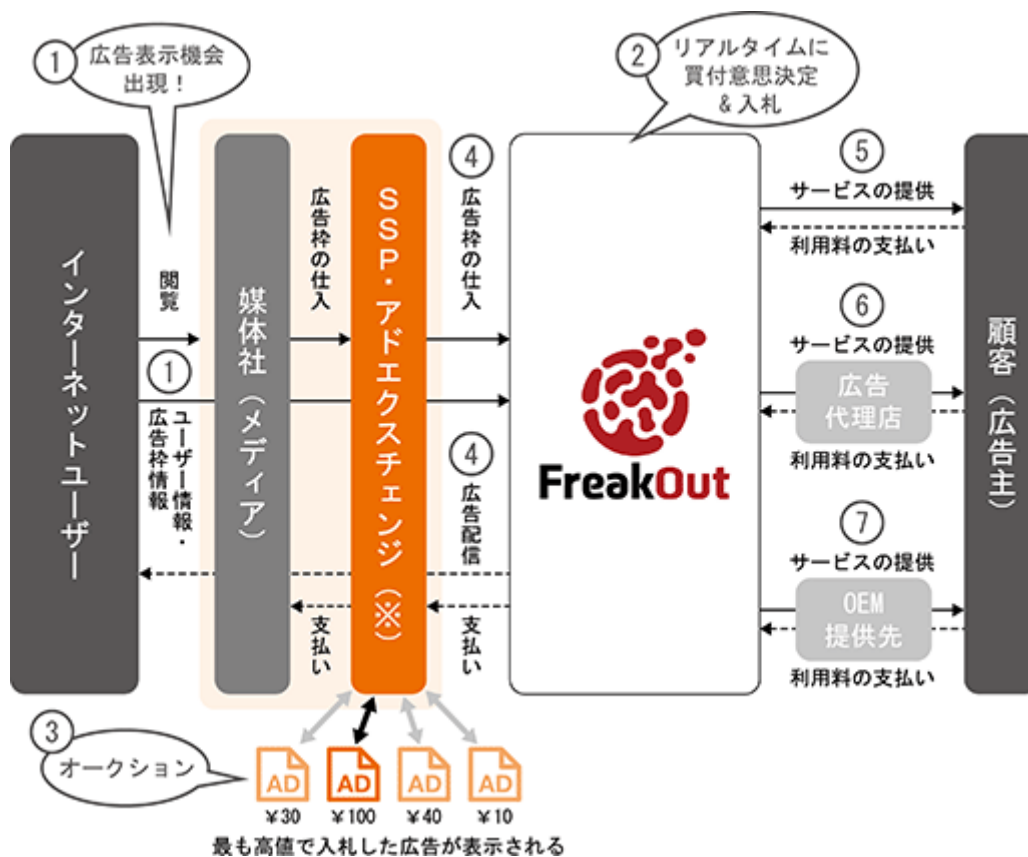 ①
広告表示機会
出現！
②
リアルタイムに
買付意思決定
&入札
インターネットユーザー
閲覧
①
ユーザー情報・
広告枠情報
媒体社（メディア）
広告枠の仕入
支払い
SSP・アドエクスチェンジ（※）
④
広告枠の仕入
④
広告配信
支払い
FreakOut
⑤
サービスの提供
利用料の支払い
⑥
サービスの提供
広告
代理店
利用料の支払い
⑦
サービスの提供
OEM
提供先
利用料の支払い
顧客（広告主）
③
オークション
AD
AD
AD
AD
¥30
¥100
¥40
¥10
最も高値で入札した広告が表示される